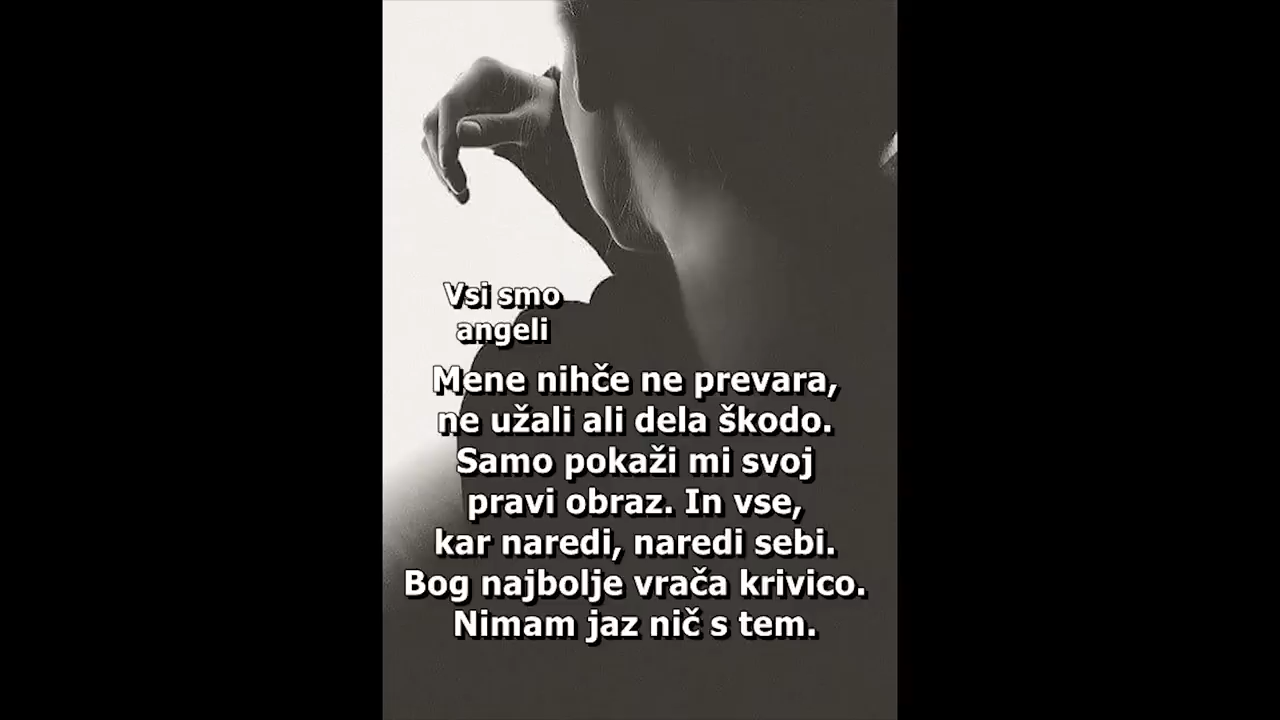 Vsi smo
angeli
Mene nihče ne prevara,
ne užali ali dela škodo.
Samo pokaži mi svoj
pravi obraz. In vse,
kar naredi, naredi sebi.
Bog najbolje vrača krivico.
Nimam jaz nič s tem.